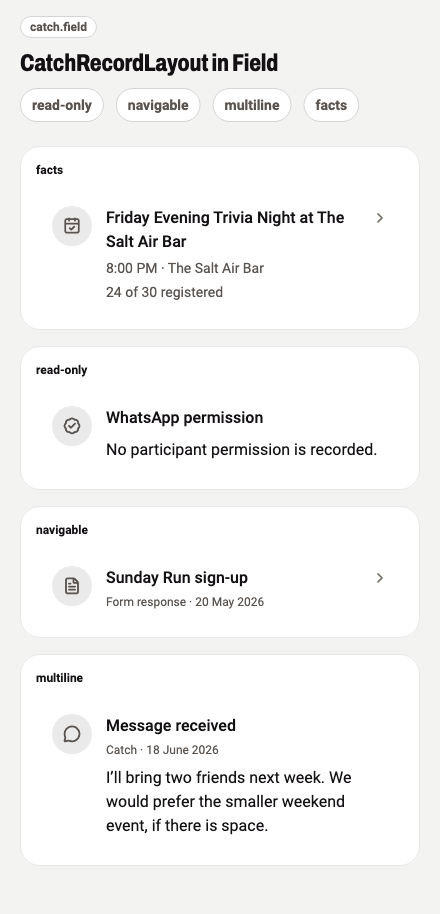 catch.field
CatchRecordLayout in Field
read-only
navigable
multiline
facts
facts
Friday Evening Trivia Night at The
Salt Air Bar
8:00 PM · The Salt Air Bar
24 of 30 registered
read-only
WhatsApp permission
No participant permission is recorded.
navigable
Sunday Run sign-up
Form response · 20 May 2026
multiline
Message received
Catch · 18 June 2026
I’ll bring two friends next week. We
would prefer the smaller weekend
event, if there is space.